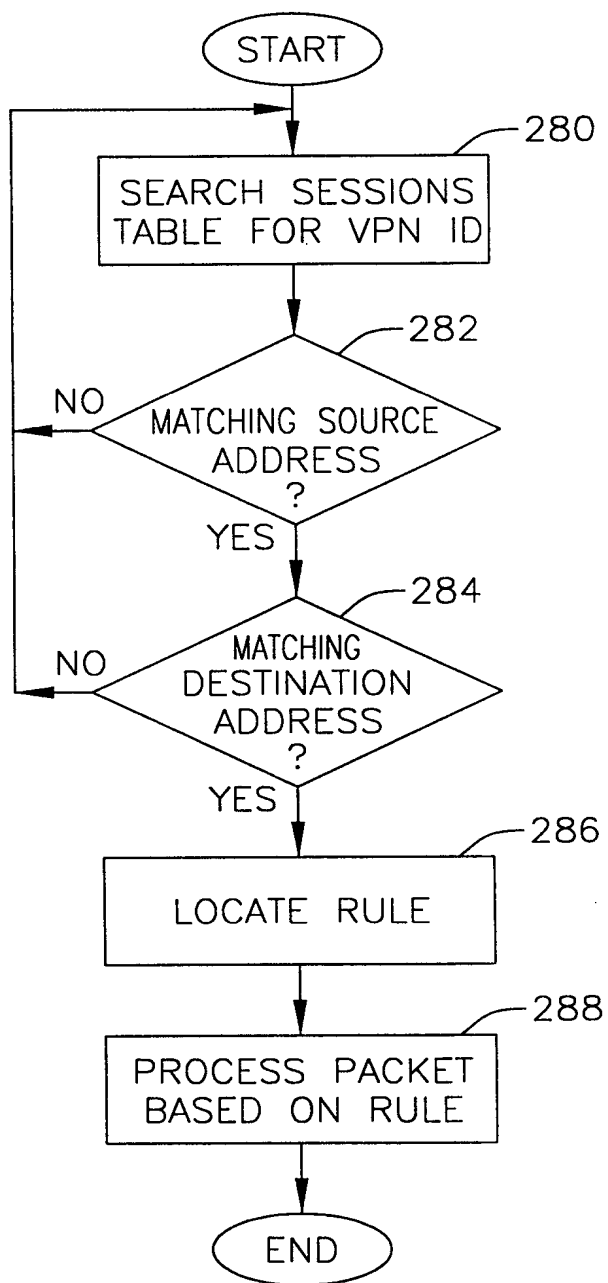 START
280
SEARCH SESSIONS
TABLE FOR VPN ID
282
NO
MATCHING SOURCE
ADDRESS
?
YES
284
NO
MATCHING
DESTINATION
ADDRESS
?
YES
286
LOCATE RULE
288
PROCESS PACKET
BASED ON RULE
END